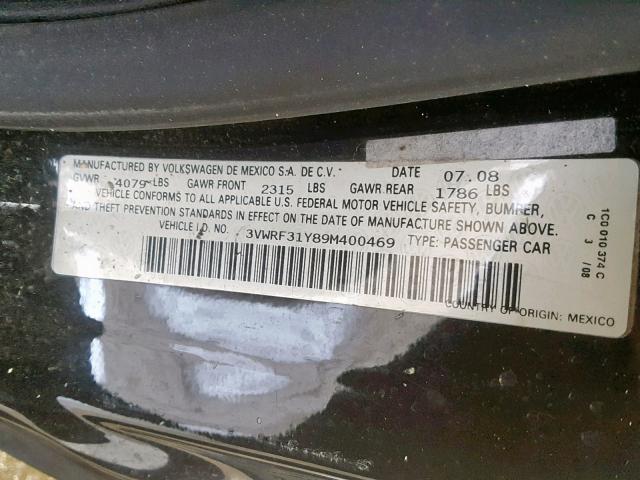 MANUFACTURED BY VOLKSWAGEN DE MEXICO S.A. DE C.V. DATE 07.08
GVWR 4079 LBS GAWR FRONT 2315 LBS GAWR REAR 1786 LBS
VEHICLE CONFORMS TO ALL APPLICABLE U.S. FEDERAL MOTOR VEHICLE SAFETY, BUMPER,
AND THEFT PREVENTION STANDARDS IN EFFECT ON DATE OF MANUFACTURE SHOWN ABOVE.
VEHICLE I.D. NO. 3VWRF31Y89M400469 TYPE: PASSENGER CAR
COUNTRY OF ORIGIN: MEXICO
1C0 010 374 C
C 3 /08